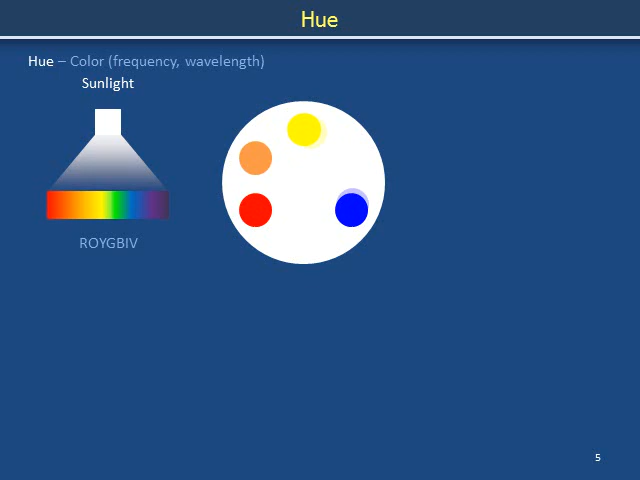 Hue
Hue – Color (frequency, wavelength)
Sunlight
ROYGBIV
5